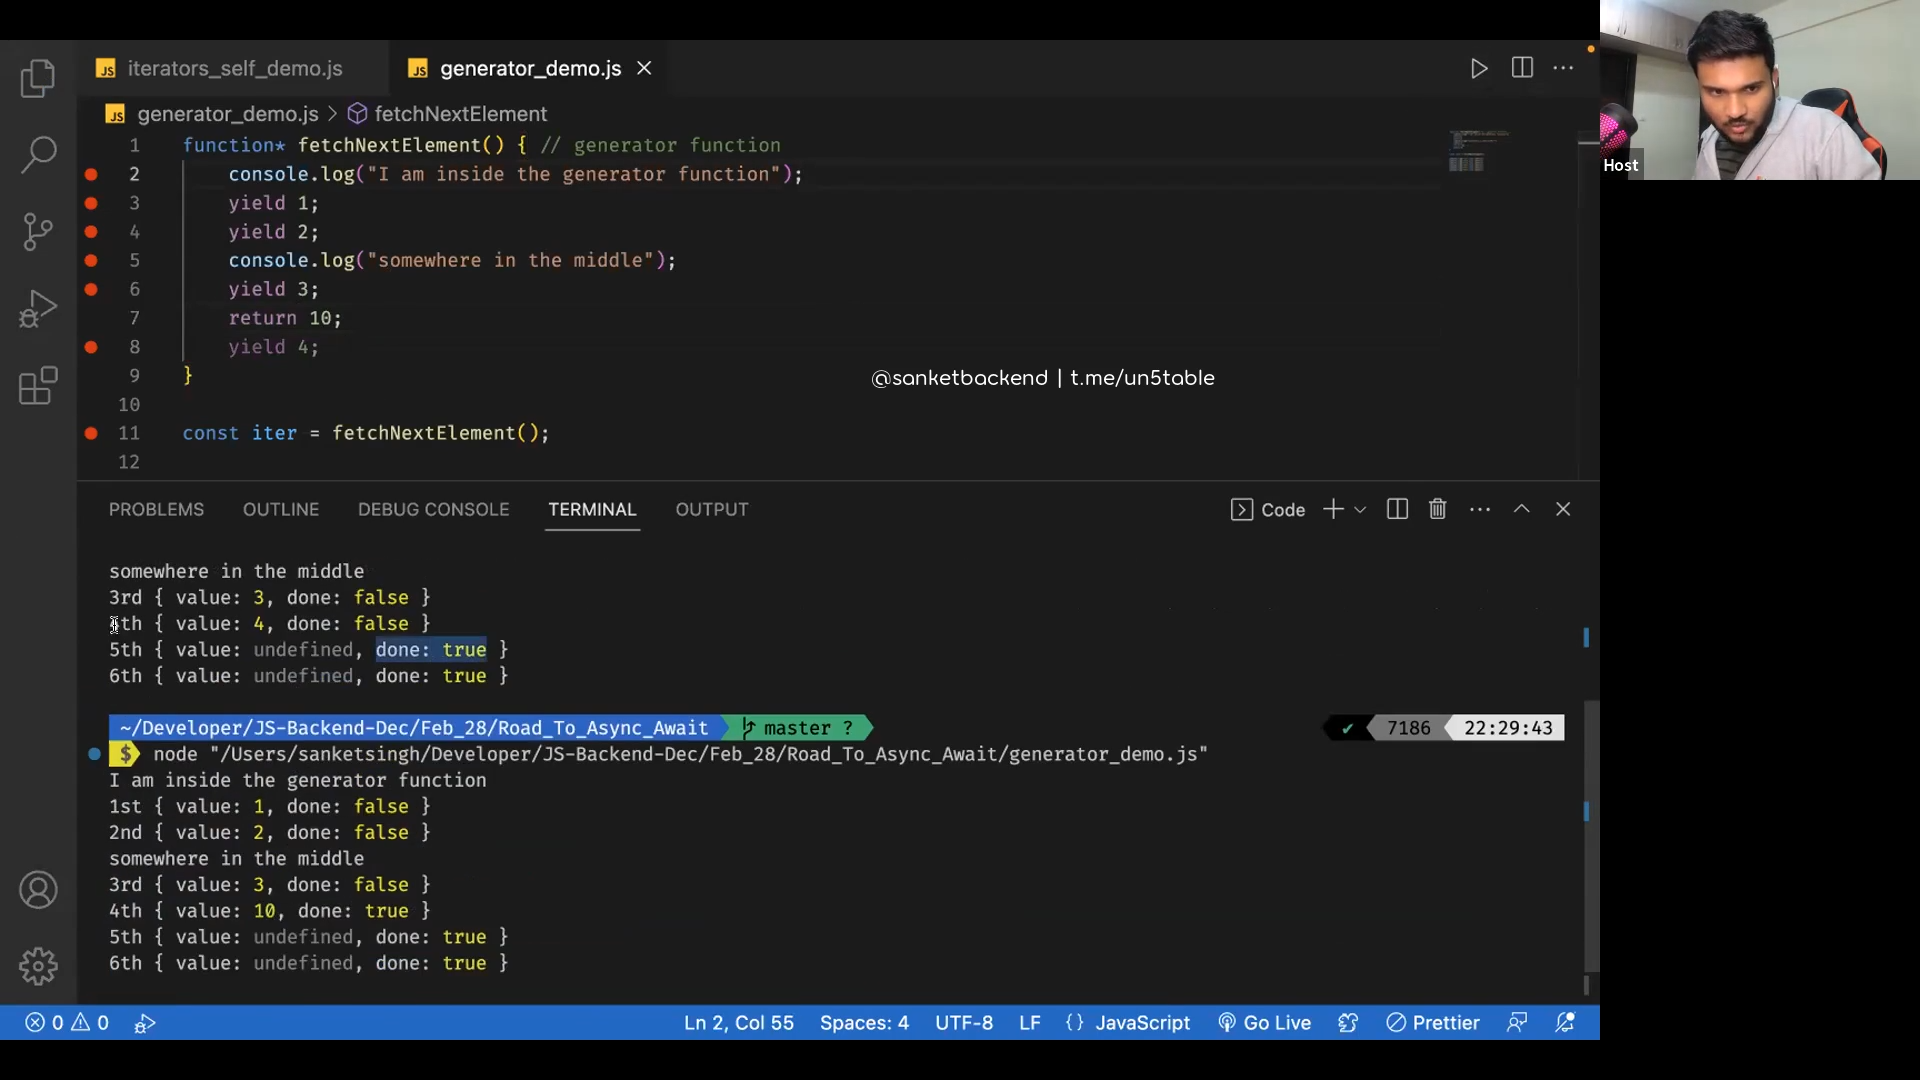 iterators_self_demo.js
generator_demo.js
generator_demo.js > fetchNextElement
1 function* fetchNextElement() { // generator function
2 console.log("I am inside the generator function");
3 yield 1;
4 yield 2;
5 console.log("somewhere in the middle");
6 yield 3;
7 return 10;
8 yield 4;
9 }
10
11 const iter = fetchNextElement();
12
@sanketbackend | t.me/un5table
Host
PROBLEMS OUTLINE DEBUG CONSOLE TERMINAL OUTPUT Code
somewhere in the middle
3rd { value: 3, done: false }
4th { value: 4, done: false }
5th { value: undefined, done: true }
6th { value: undefined, done: true }
~/Developer/JS-Backend-Dec/Feb_28/Road_To_Async_Await master ? ✔ 7186 22:29:43
$ node "/Users/sanketsingh/Developer/JS-Backend-Dec/Feb_28/Road_To_Async_Await/generator_demo.js"
I am inside the generator function
1st { value: 1, done: false }
2nd { value: 2, done: false }
somewhere in the middle
3rd { value: 3, done: false }
4th { value: 10, done: true }
5th { value: undefined, done: true }
6th { value: undefined, done: true }
0 0 Ln 2, Col 55 Spaces: 4 UTF-8 LF {} JavaScript Go Live Prettier